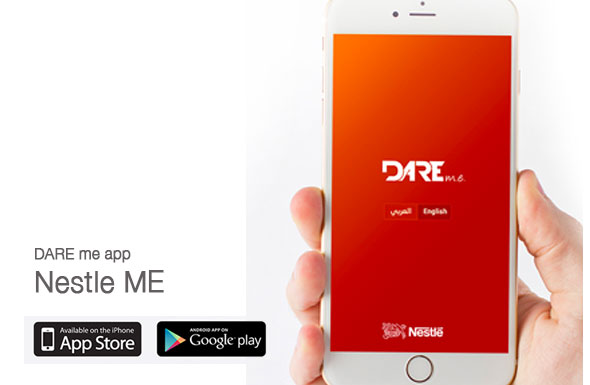 DARE me app
Nestle ME
Available on the iPhone
App Store
ANDROID APP ON
Google play
DARE m.e.
العربي
English
Nestlé